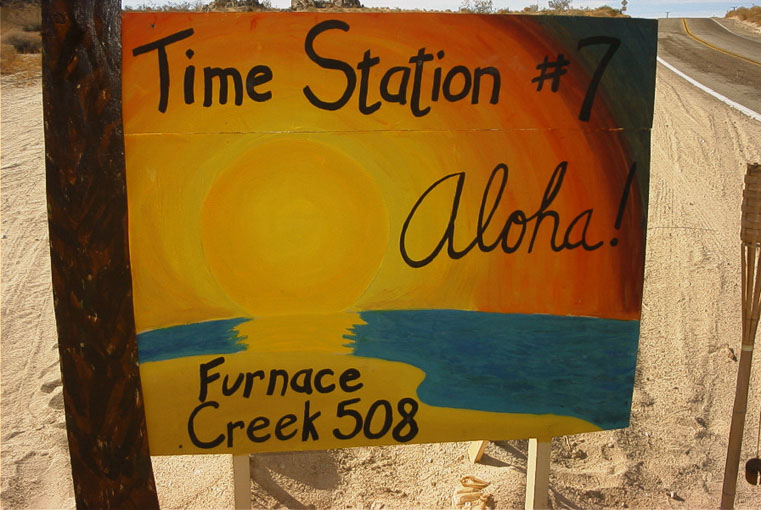 Time Station #7
Aloha!
Furnace
Creek 508